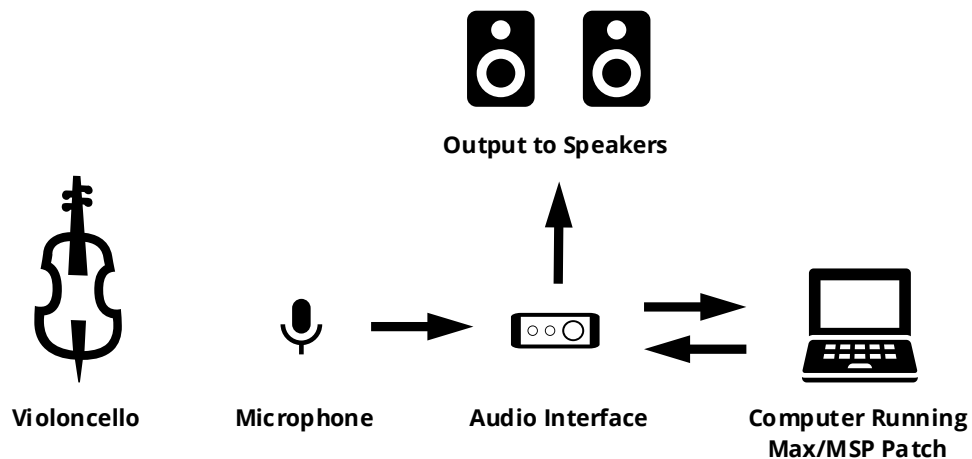 Output to Speakers
Violoncello
Microphone
Audio Interface
Computer Running
Max/MSP Patch